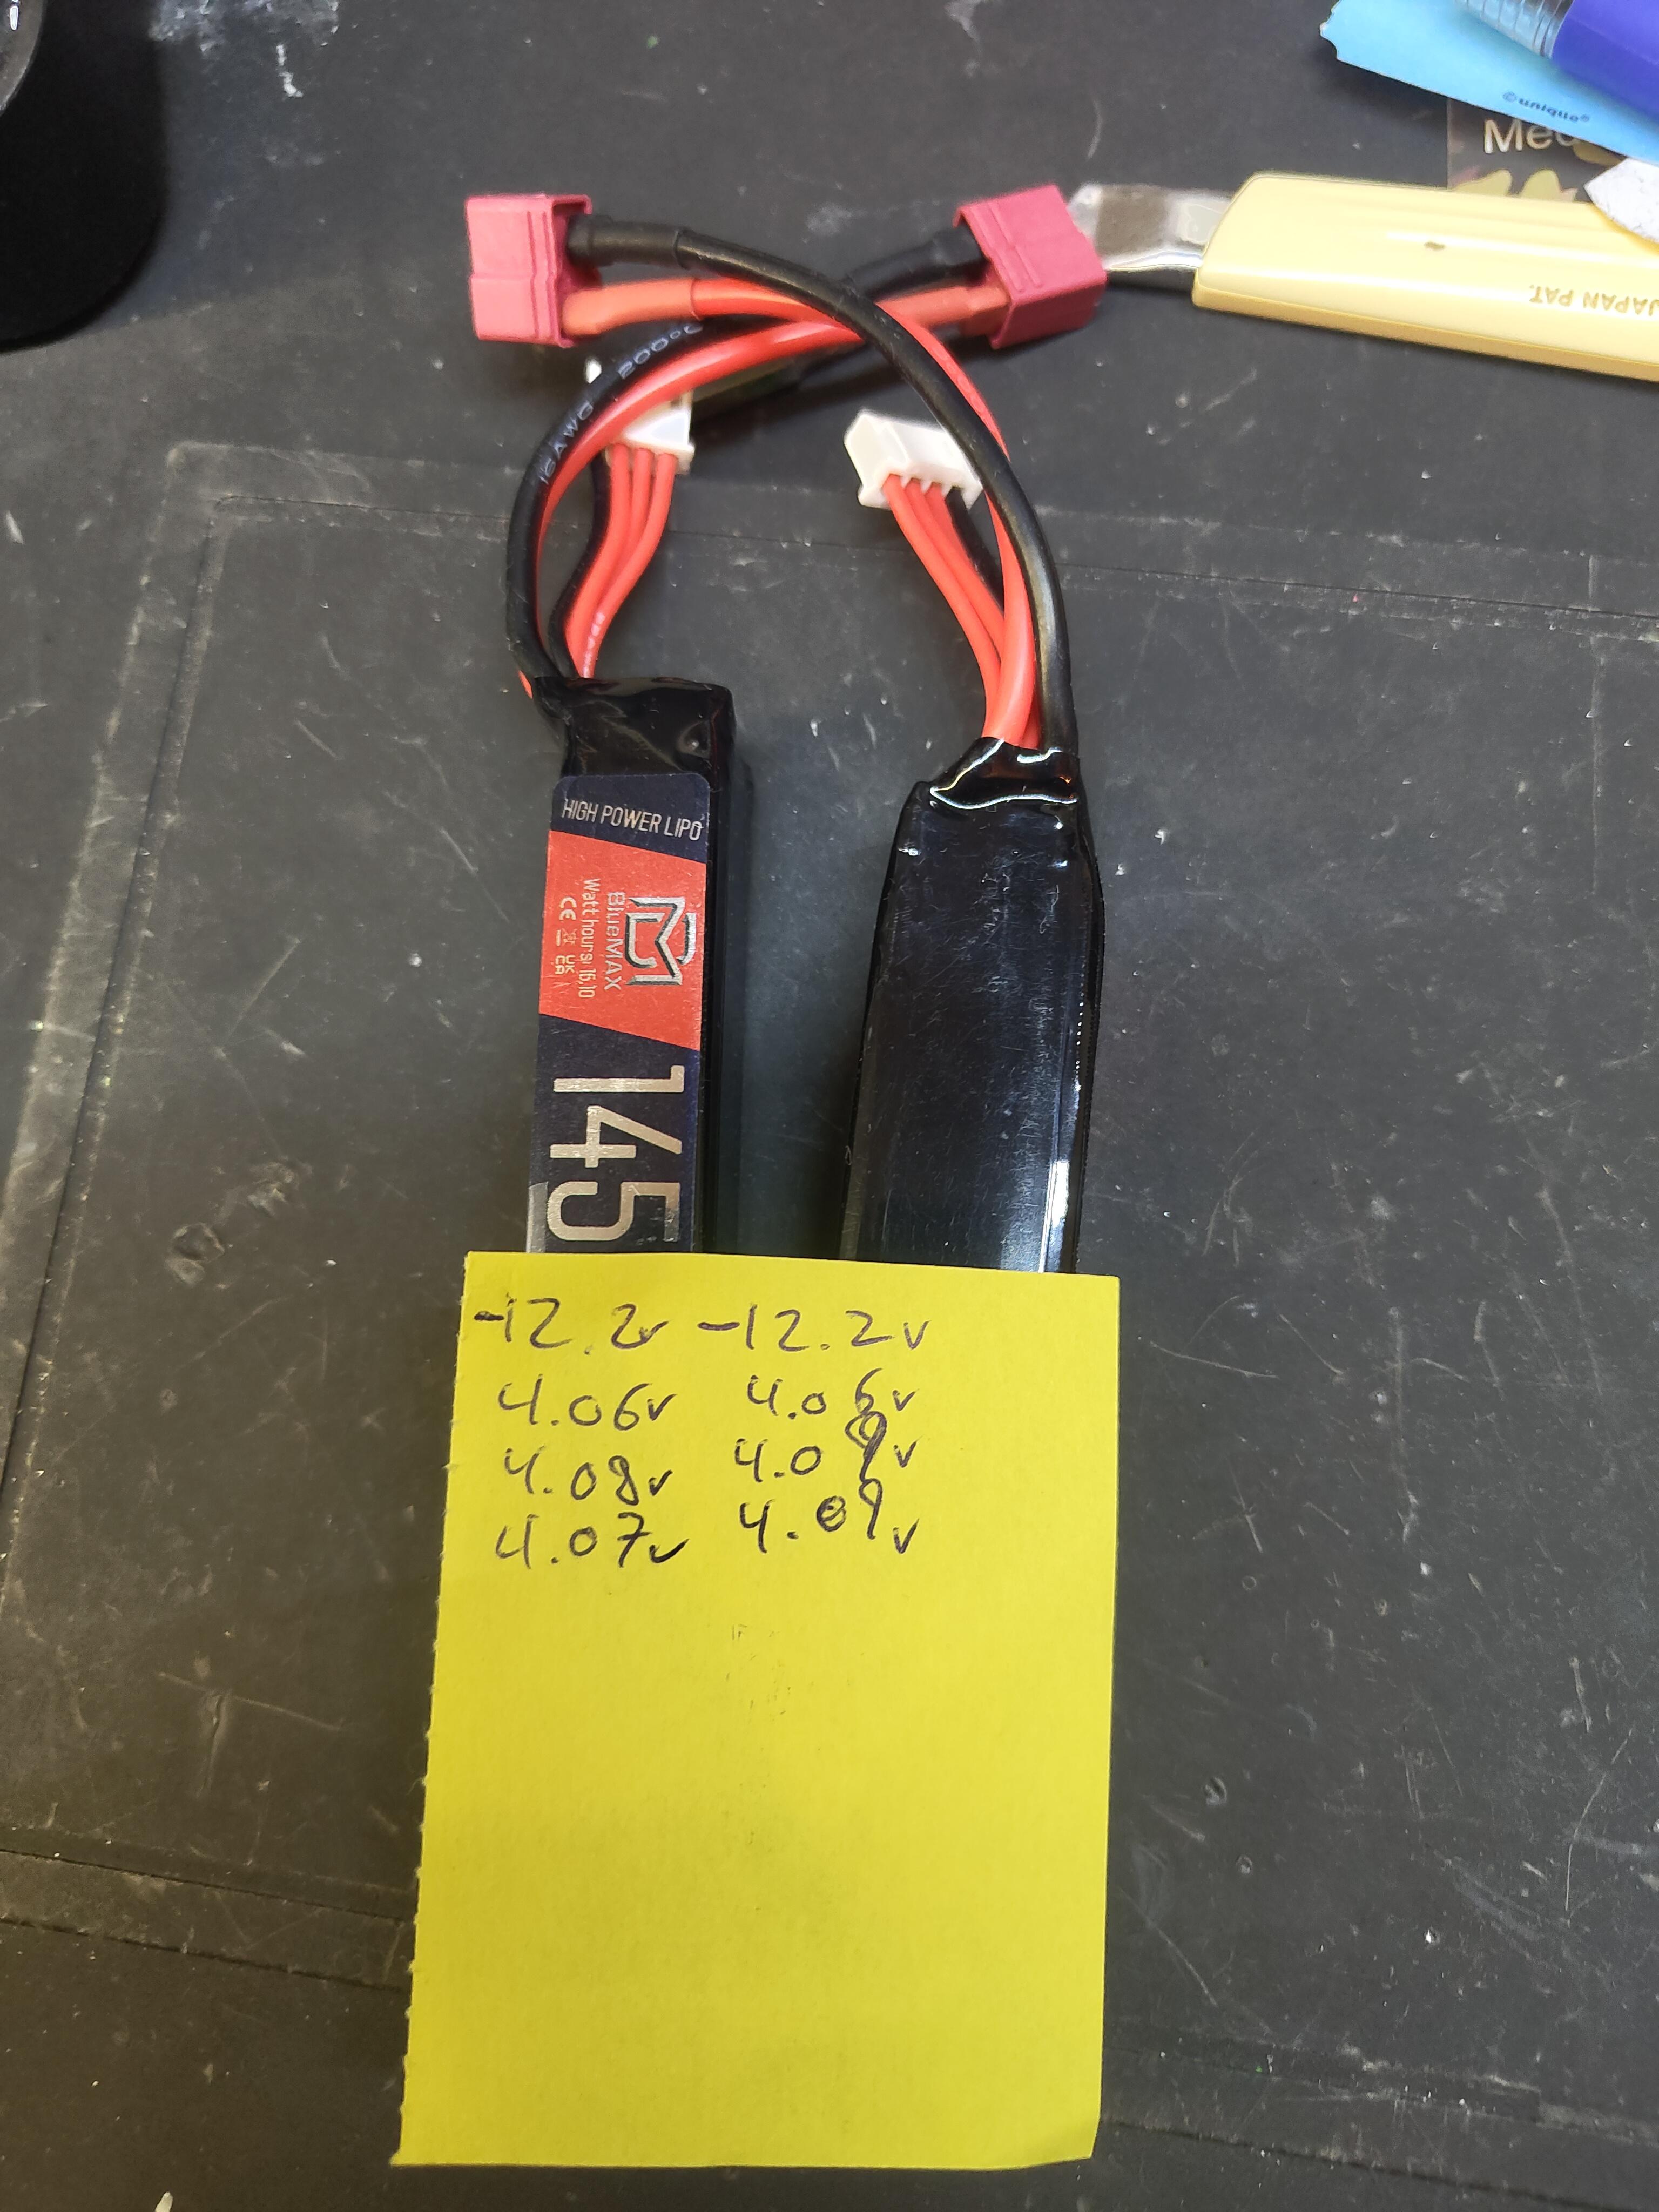 ©unique®
JAPAN PAT.
16AWG 200°C
HIGH POWER LIPO
BlueMAX
Watt hours: 16.10
CE UK CA
145
-12.2v -12.2v
4.06v 4.06v
4.08v 4.09v
4.07v 4.09v